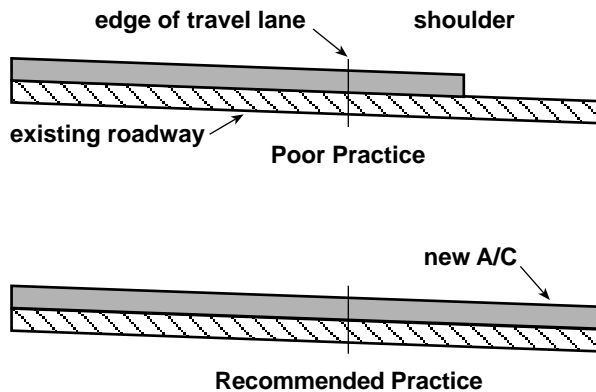 edge of travel lane
shoulder
existing roadway
Poor Practice
new A/C
Recommended Practice